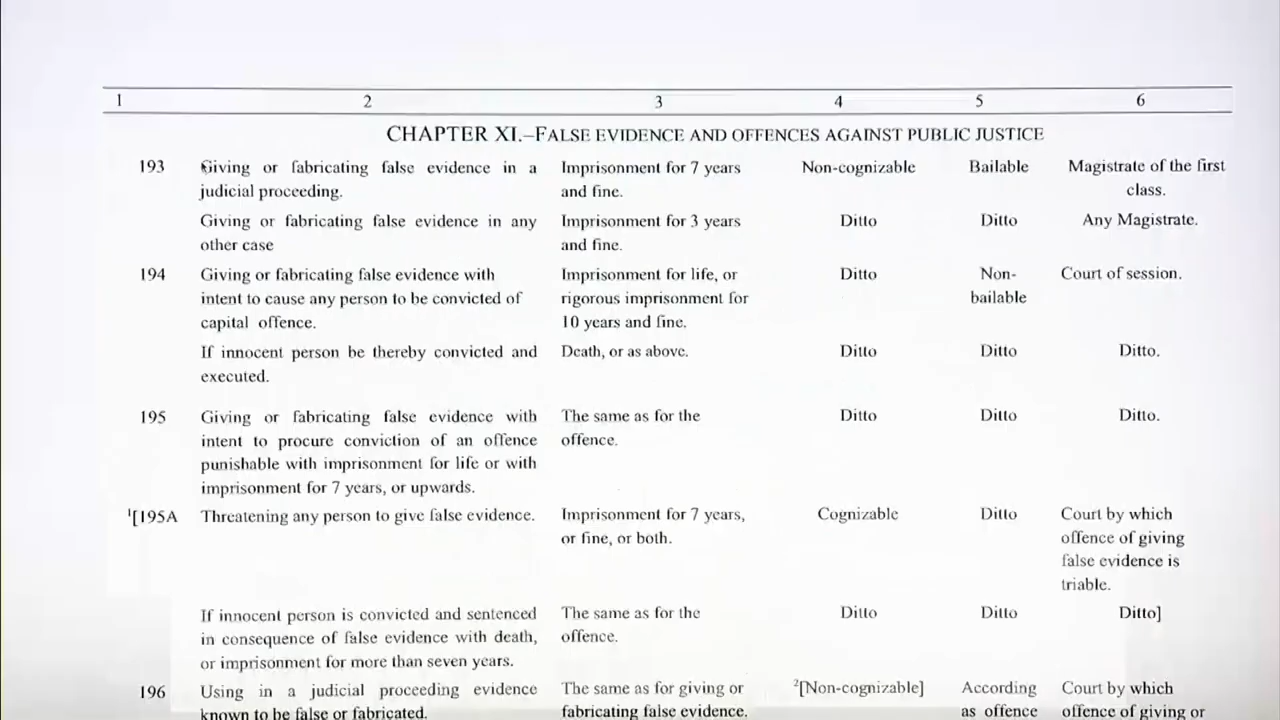 1 2 3 4 5 6
CHAPTER XI.–FALSE EVIDENCE AND OFFENCES AGAINST PUBLIC JUSTICE
193 Giving or fabricating false evidence in a Imprisonment for 7 years Non-cognizable Bailable Magistrate of the first
judicial proceeding. and fine. class.
Giving or fabricating false evidence in any Imprisonment for 3 years Ditto Ditto Any Magistrate.
other case and fine.
194 Giving or fabricating false evidence with Imprisonment for life, or Ditto Non- Court of session.
intent to cause any person to be convicted of rigorous imprisonment for bailable
capital offence. 10 years and fine.
If innocent person be thereby convicted and Death, or as above. Ditto Ditto Ditto.
executed.
195 Giving or fabricating false evidence with The same as for the Ditto Ditto Ditto.
intent to procure conviction of an offence offence.
punishable with imprisonment for life or with
imprisonment for 7 years, or upwards.
¹[195A Threatening any person to give false evidence. Imprisonment for 7 years, Cognizable Ditto Court by which
or fine, or both. offence of giving
false evidence is
triable.
If innocent person is convicted and sentenced The same as for the Ditto Ditto Ditto]
in consequence of false evidence with death, offence.
or imprisonment for more than seven years.
196 Using in a judicial proceeding evidence The same as for giving or ²[Non-cognizable] According Court by which
known to be false or fabricated. fabricating false evidence. as offence offence of giving or